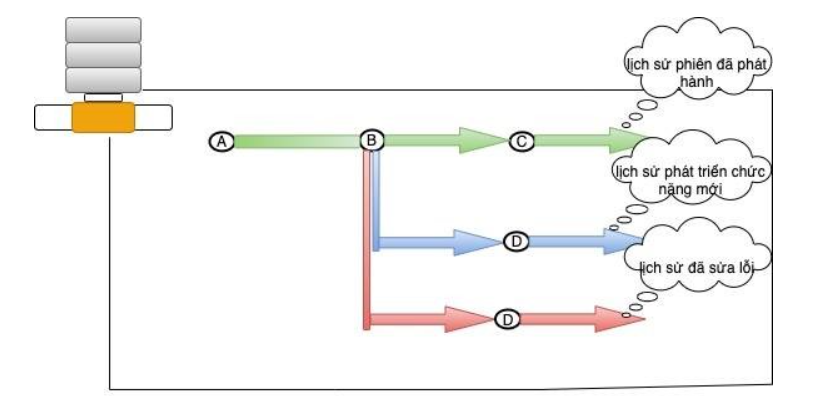 lịch sử phiên đã phát
hành
A
B
C
lịch sử phát triển chức
năng mới
D
lịch sử đã sửa lỗi
D